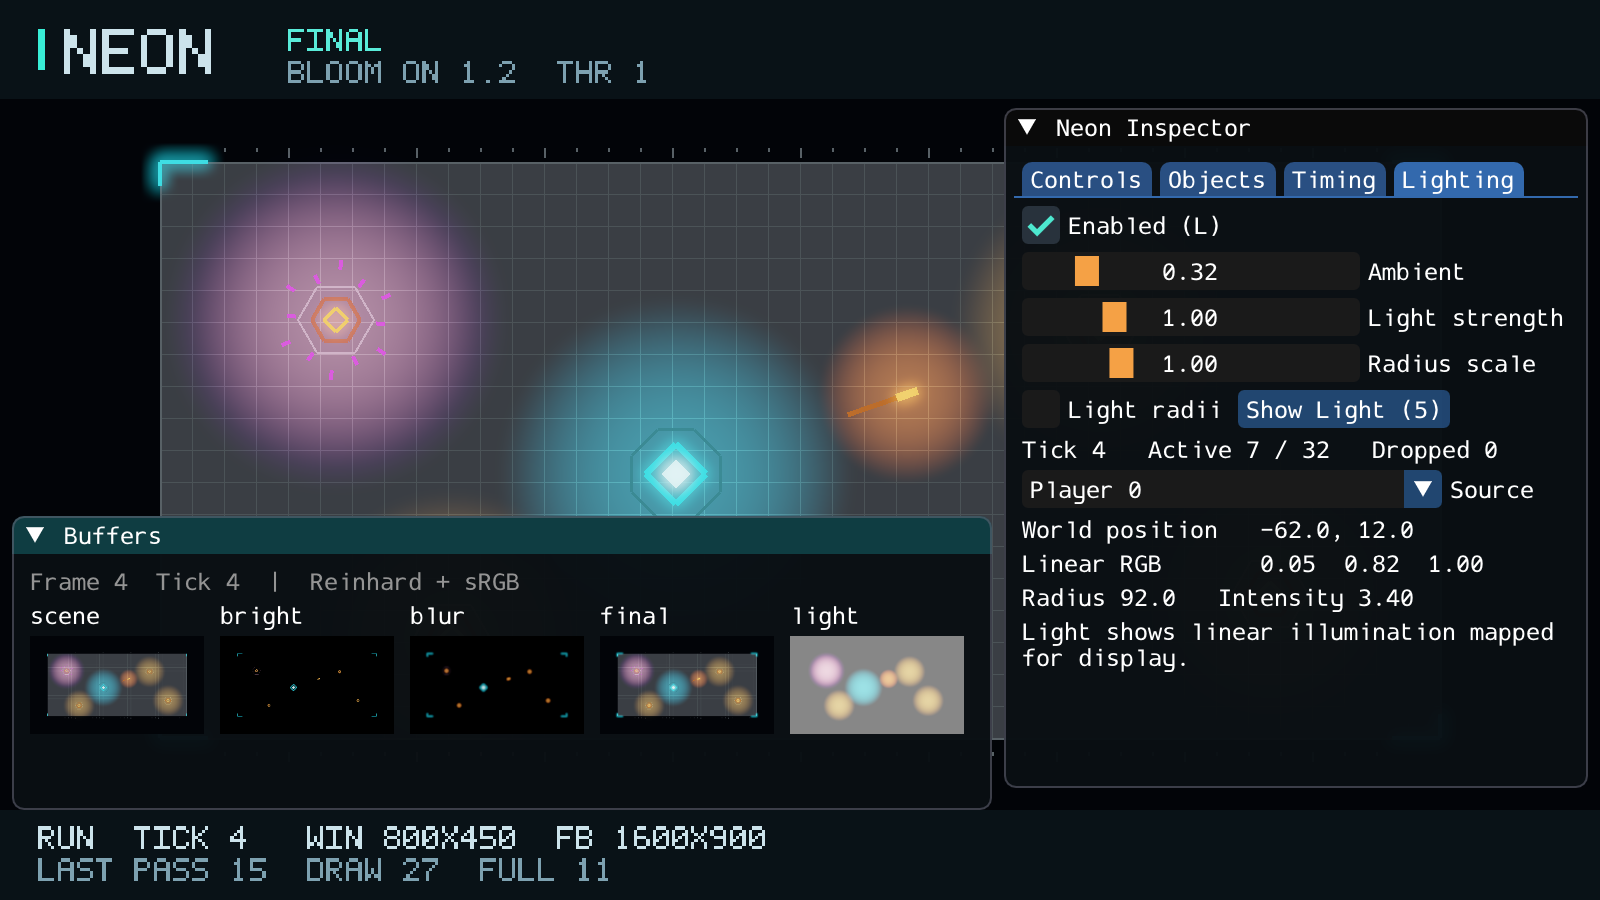 NEON
FINAL
BLOOM ON 1.2 THR 1
Neon Inspector
Controls Objects Timing Lighting
Enabled (L)
0.32 Ambient
1.00 Light strength
1.00 Radius scale
Light radii Show Light (5)
Tick 4 Active 7 / 32 Dropped 0
Player 0 Source
World position -62.0, 12.0
Linear RGB 0.05 0.82 1.00
Radius 92.0 Intensity 3.40
Light shows linear illumination mapped
for display.
Buffers
Frame 4 Tick 4 | Reinhard + sRGB
scene bright blur final light
RUN TICK 4 WIN 800X450 FB 1600X900
LAST PASS 15 DRAW 27 FULL 11